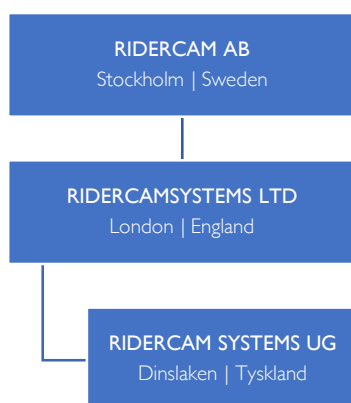 RIDERCAM AB
Stockholm | Sweden
RIDERCAMSYSTEMS LTD
London | England
RIDERCAM SYSTEMS UG
Dinslaken | Tyskland